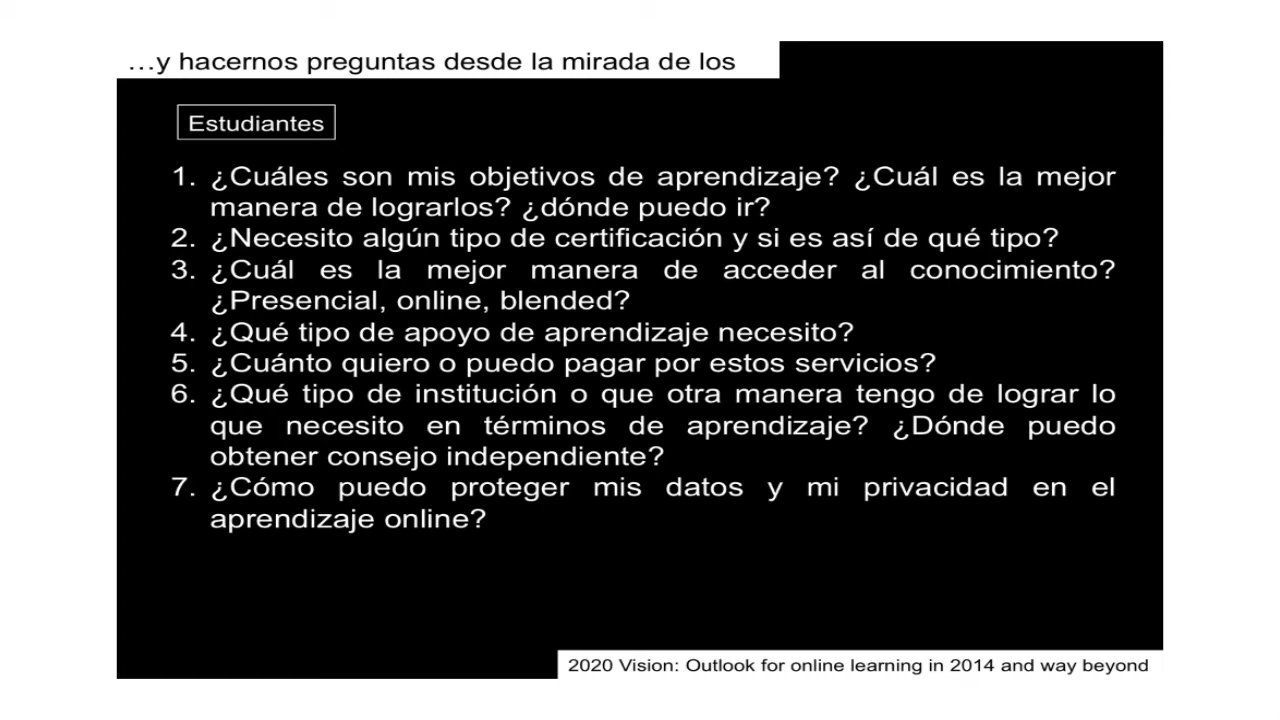 …y hacernos preguntas desde la mirada de los
Estudiantes
1. ¿Cuáles son mis objetivos de aprendizaje? ¿Cuál es la mejor
manera de lograrlos? ¿dónde puedo ir?
2. ¿Necesito algún tipo de certificación y si es así de qué tipo?
3. ¿Cuál es la mejor manera de acceder al conocimiento?
¿Presencial, online, blended?
4. ¿Qué tipo de apoyo de aprendizaje necesito?
5. ¿Cuánto quiero o puedo pagar por estos servicios?
6. ¿Qué tipo de institución o que otra manera tengo de lograr lo
que necesito en términos de aprendizaje? ¿Dónde puedo
obtener consejo independiente?
7. ¿Cómo puedo proteger mis datos y mi privacidad en el
aprendizaje online?
2020 Vision: Outlook for online learning in 2014 and way beyond